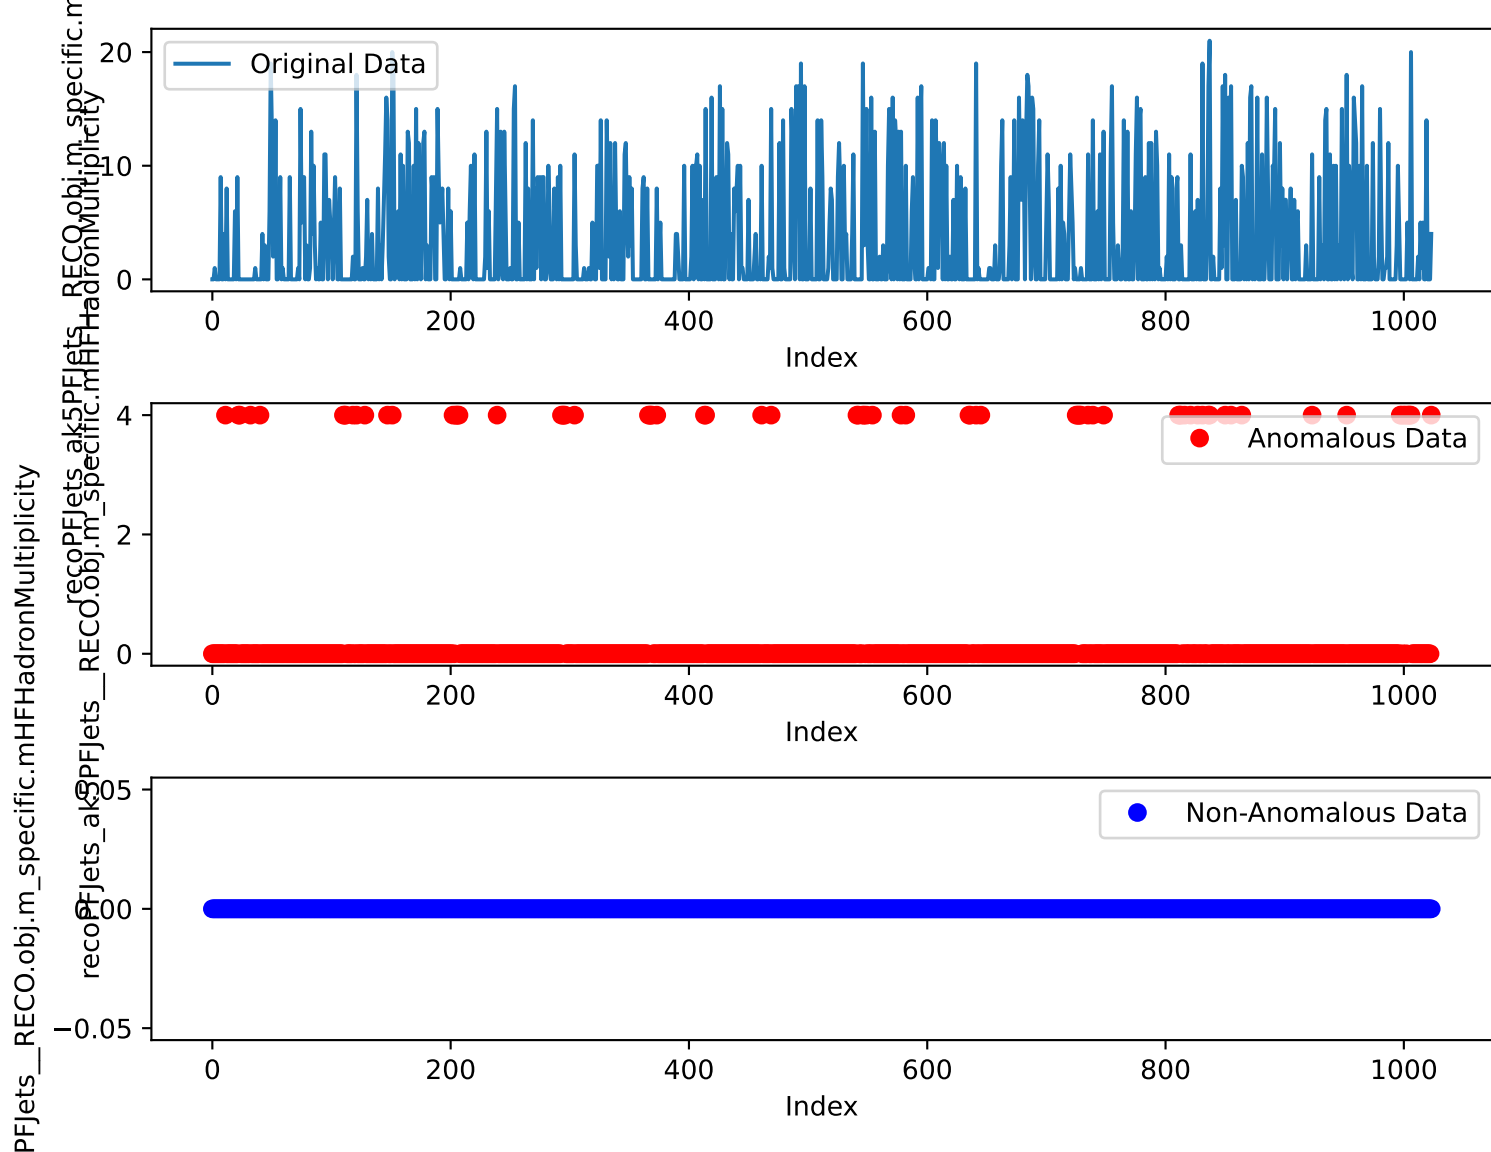 recoPFJets_ak5PFJets__RECO.obj.m_specific.m
20
10
0
Original Data
0 200 400 600 800 1000
Index
recoPFJets_ak5PFJets__RECO.obj.m_specific.mHFHadronMultiplicity
4
2
0
Anomalous Data
0 200 400 600 800 1000
Index
PFJets__RECO.obj.m_specific.mHFHadronMultiplicity
0.05
0.00
−0.05
Non-Anomalous Data
0 200 400 600 800 1000
Index